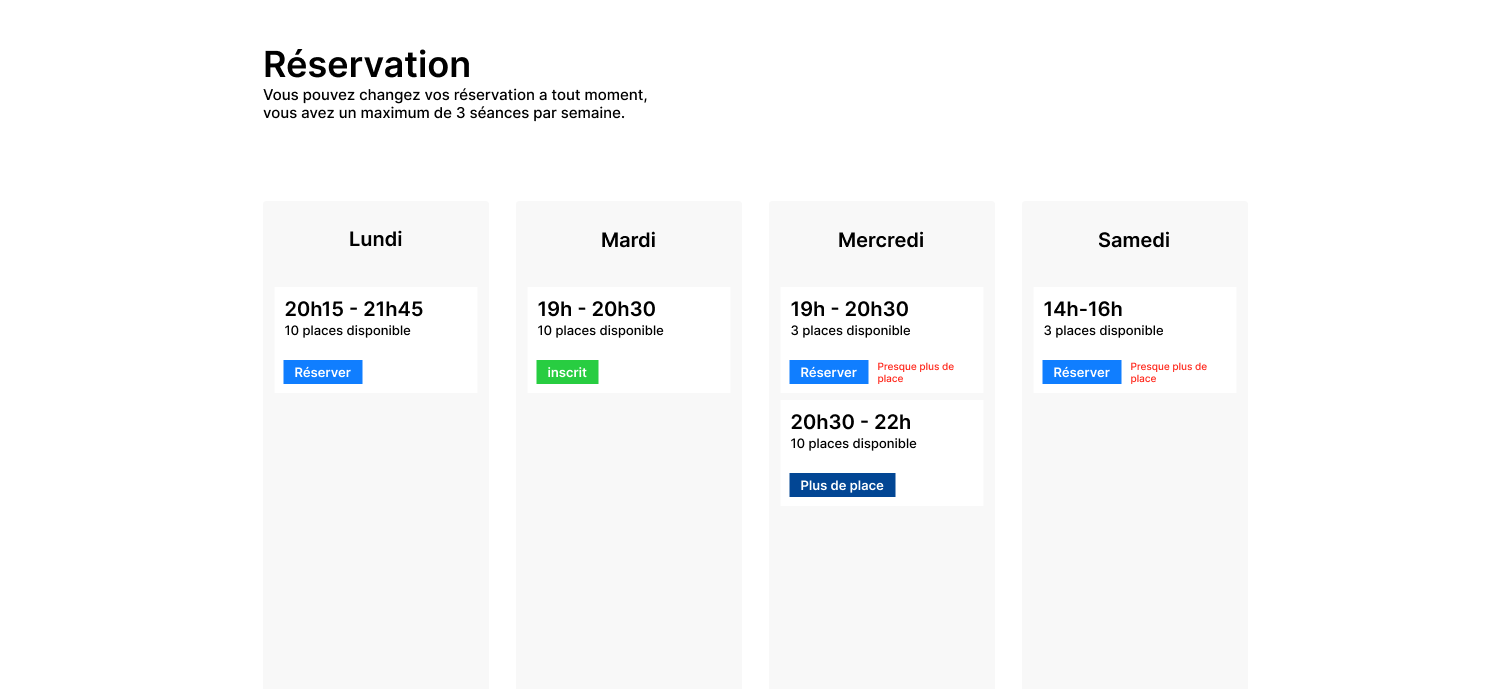 Réservation
Vous pouvez changez vos réservation a tout moment,
vous avez un maximum de 3 séances par semaine.
Lundi
20h15 - 21h45
10 places disponible
Réserver
Mardi
19h - 20h30
10 places disponible
inscrit
Mercredi
19h - 20h30
3 places disponible
Réserver
Presque plus de
place
20h30 - 22h
10 places disponible
Plus de place
Samedi
14h-16h
3 places disponible
Réserver
Presque plus de
place